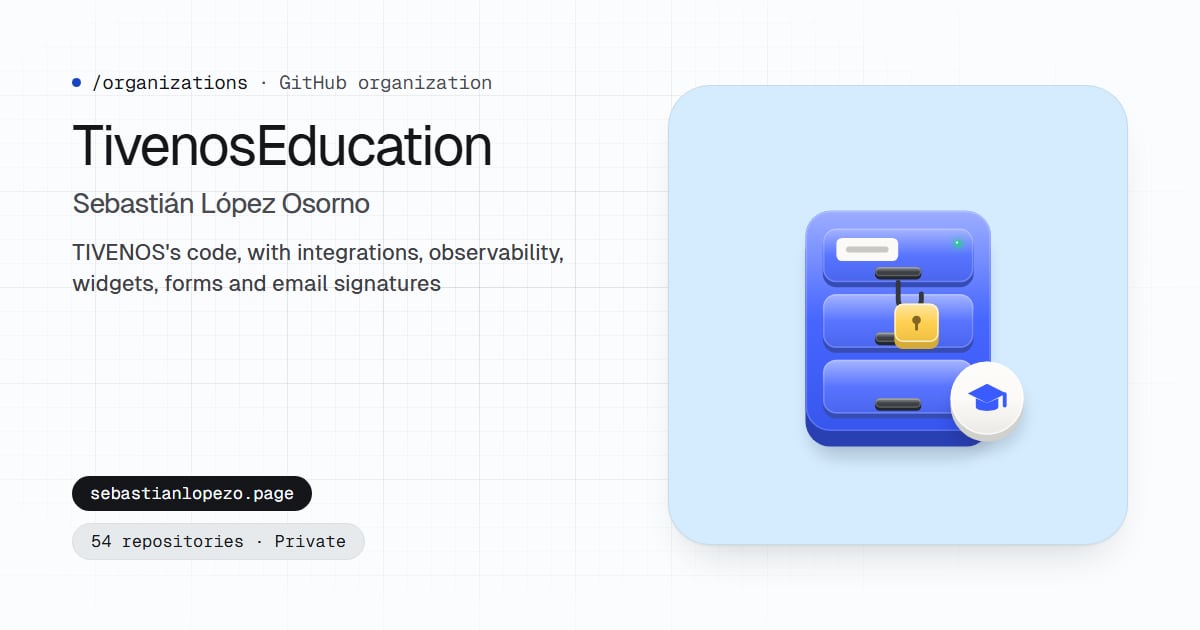 /organizations · GitHub organization
TivenosEducation
Sebastián López Osorno
TIVENOS's code, with integrations, observability,
widgets, forms and email signatures
sebastianlopezo.page
54 repositories · Private